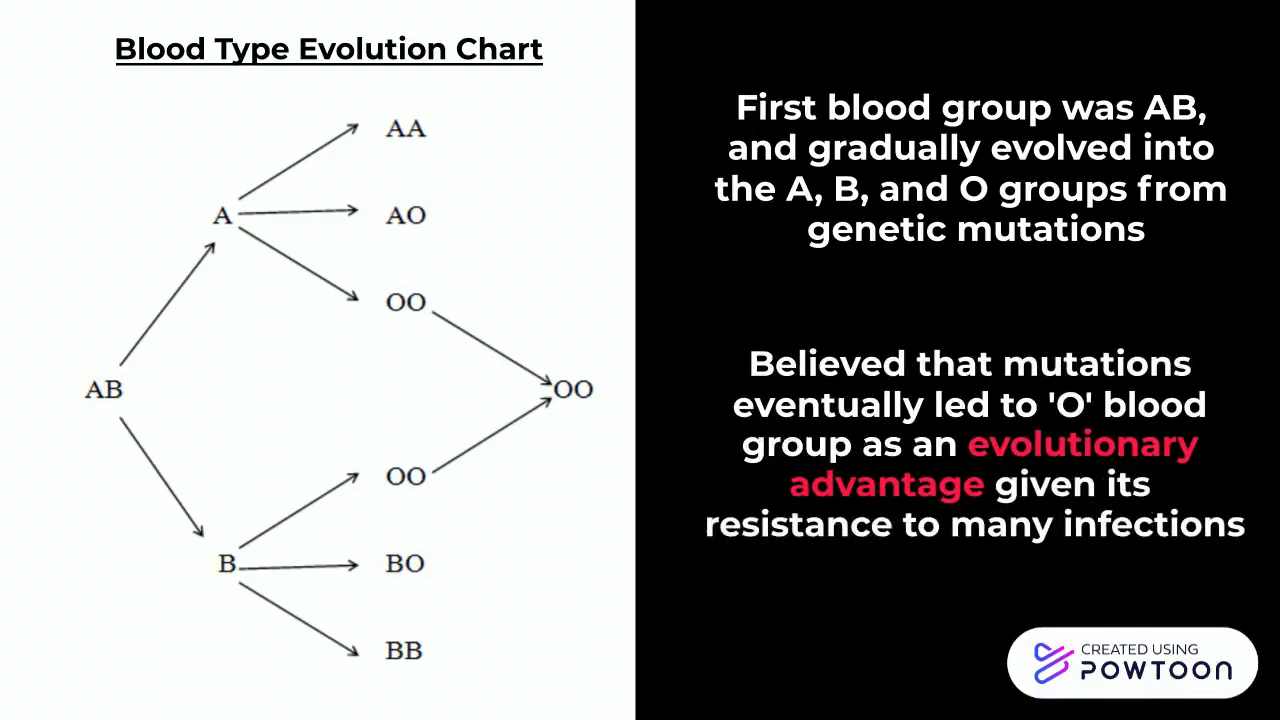 Blood Type Evolution Chart
AA
A
AO
OO
AB
OO
OO
B
BO
BB
First blood group was AB,
and gradually evolved into
the A, B, and O groups from
genetic mutations
Believed that mutations
eventually led to 'O' blood
group as an evolutionary
advantage given its
resistance to many infections
CREATED USING
POWTOON